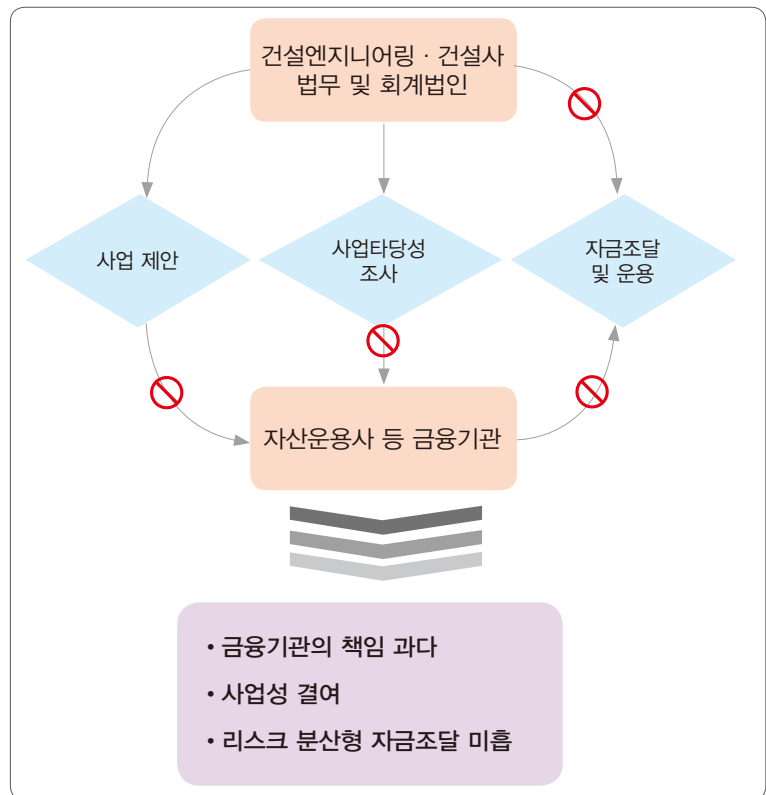 건설엔지니어링 · 건설사
법무 및 회계법인
사업 제안
사업타당성
조사
자금조달
및 운용
자산운용사 등 금융기관
• 금융기관의 책임 과다
• 사업성 결여
• 리스크 분산형 자금조달 미흡